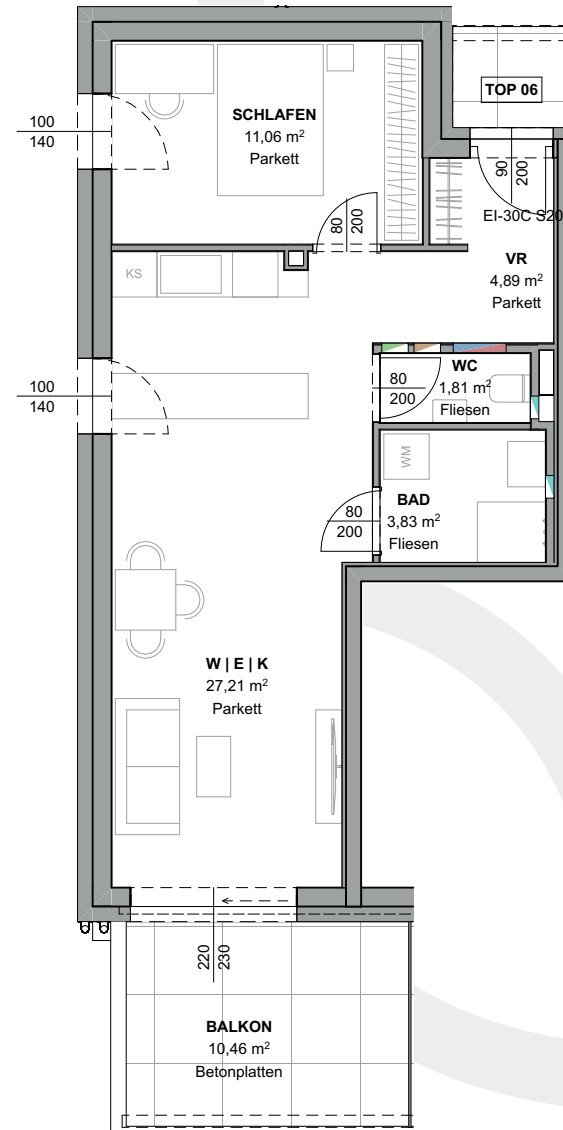 TOP 06
SCHLAFEN
11,06 m²
Parkett
100
140
80
200
90
200
EI-30C S20
VR
4,89 m²
Parkett
KS
WC
1,81 m²
Fliesen
80
200
100
140
WM
BAD
3,83 m²
Fliesen
80
200
W | E | K
27,21 m²
Parkett
220
230
BALKON
10,46 m²
Betonplatten